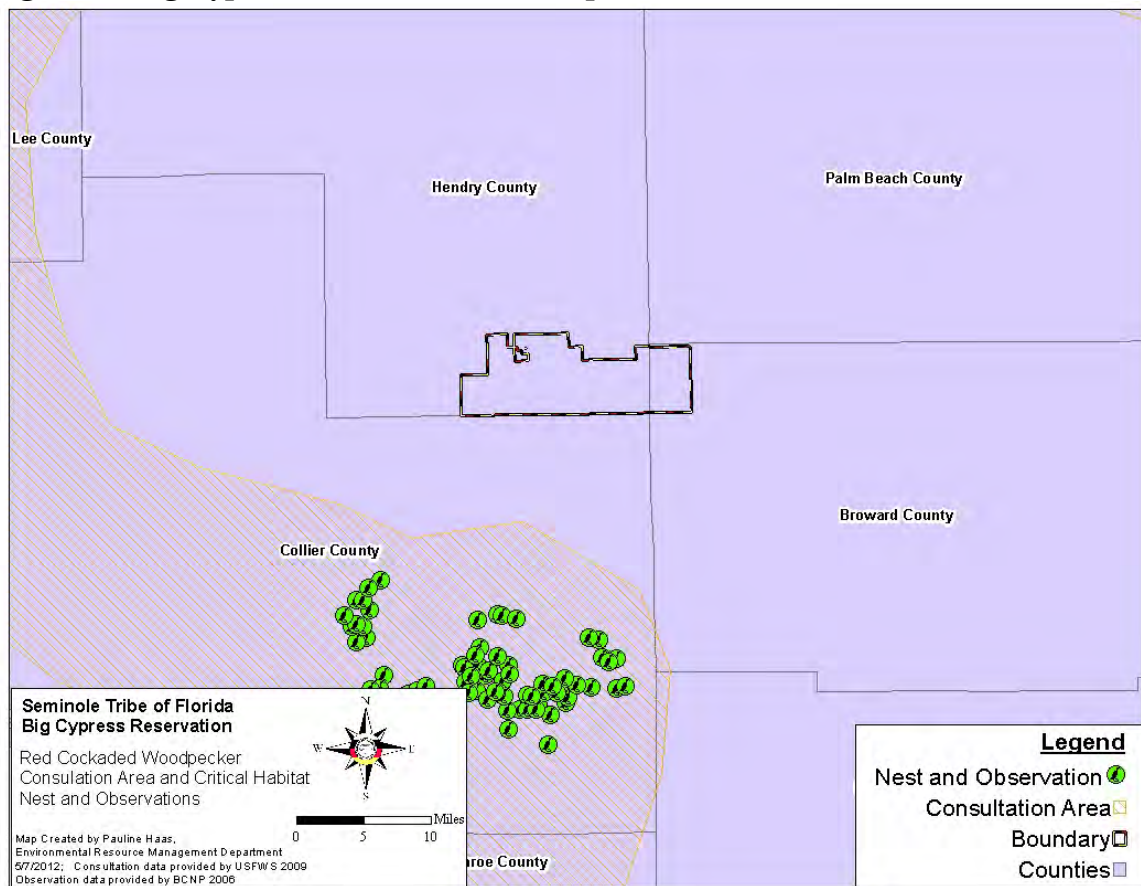 Lee County
Hendry County
Palm Beach County
Broward County
Collier County
Seminole Tribe of Florida
Big Cypress Reservation
Red Cockaded Woodpecker
Consulation Area and Critical Habitat
Nest and Observations
N
W
E
S
Miles
0 5 10
Map Created by Pauline Haas,
Environmental Resource Management Department
5/7/2012; Consultation data provided by USFWS 2009
Observation data provided by BCNP 2006
nroe County
Legend
Nest and Observation
Consultation Area
Boundary
Counties